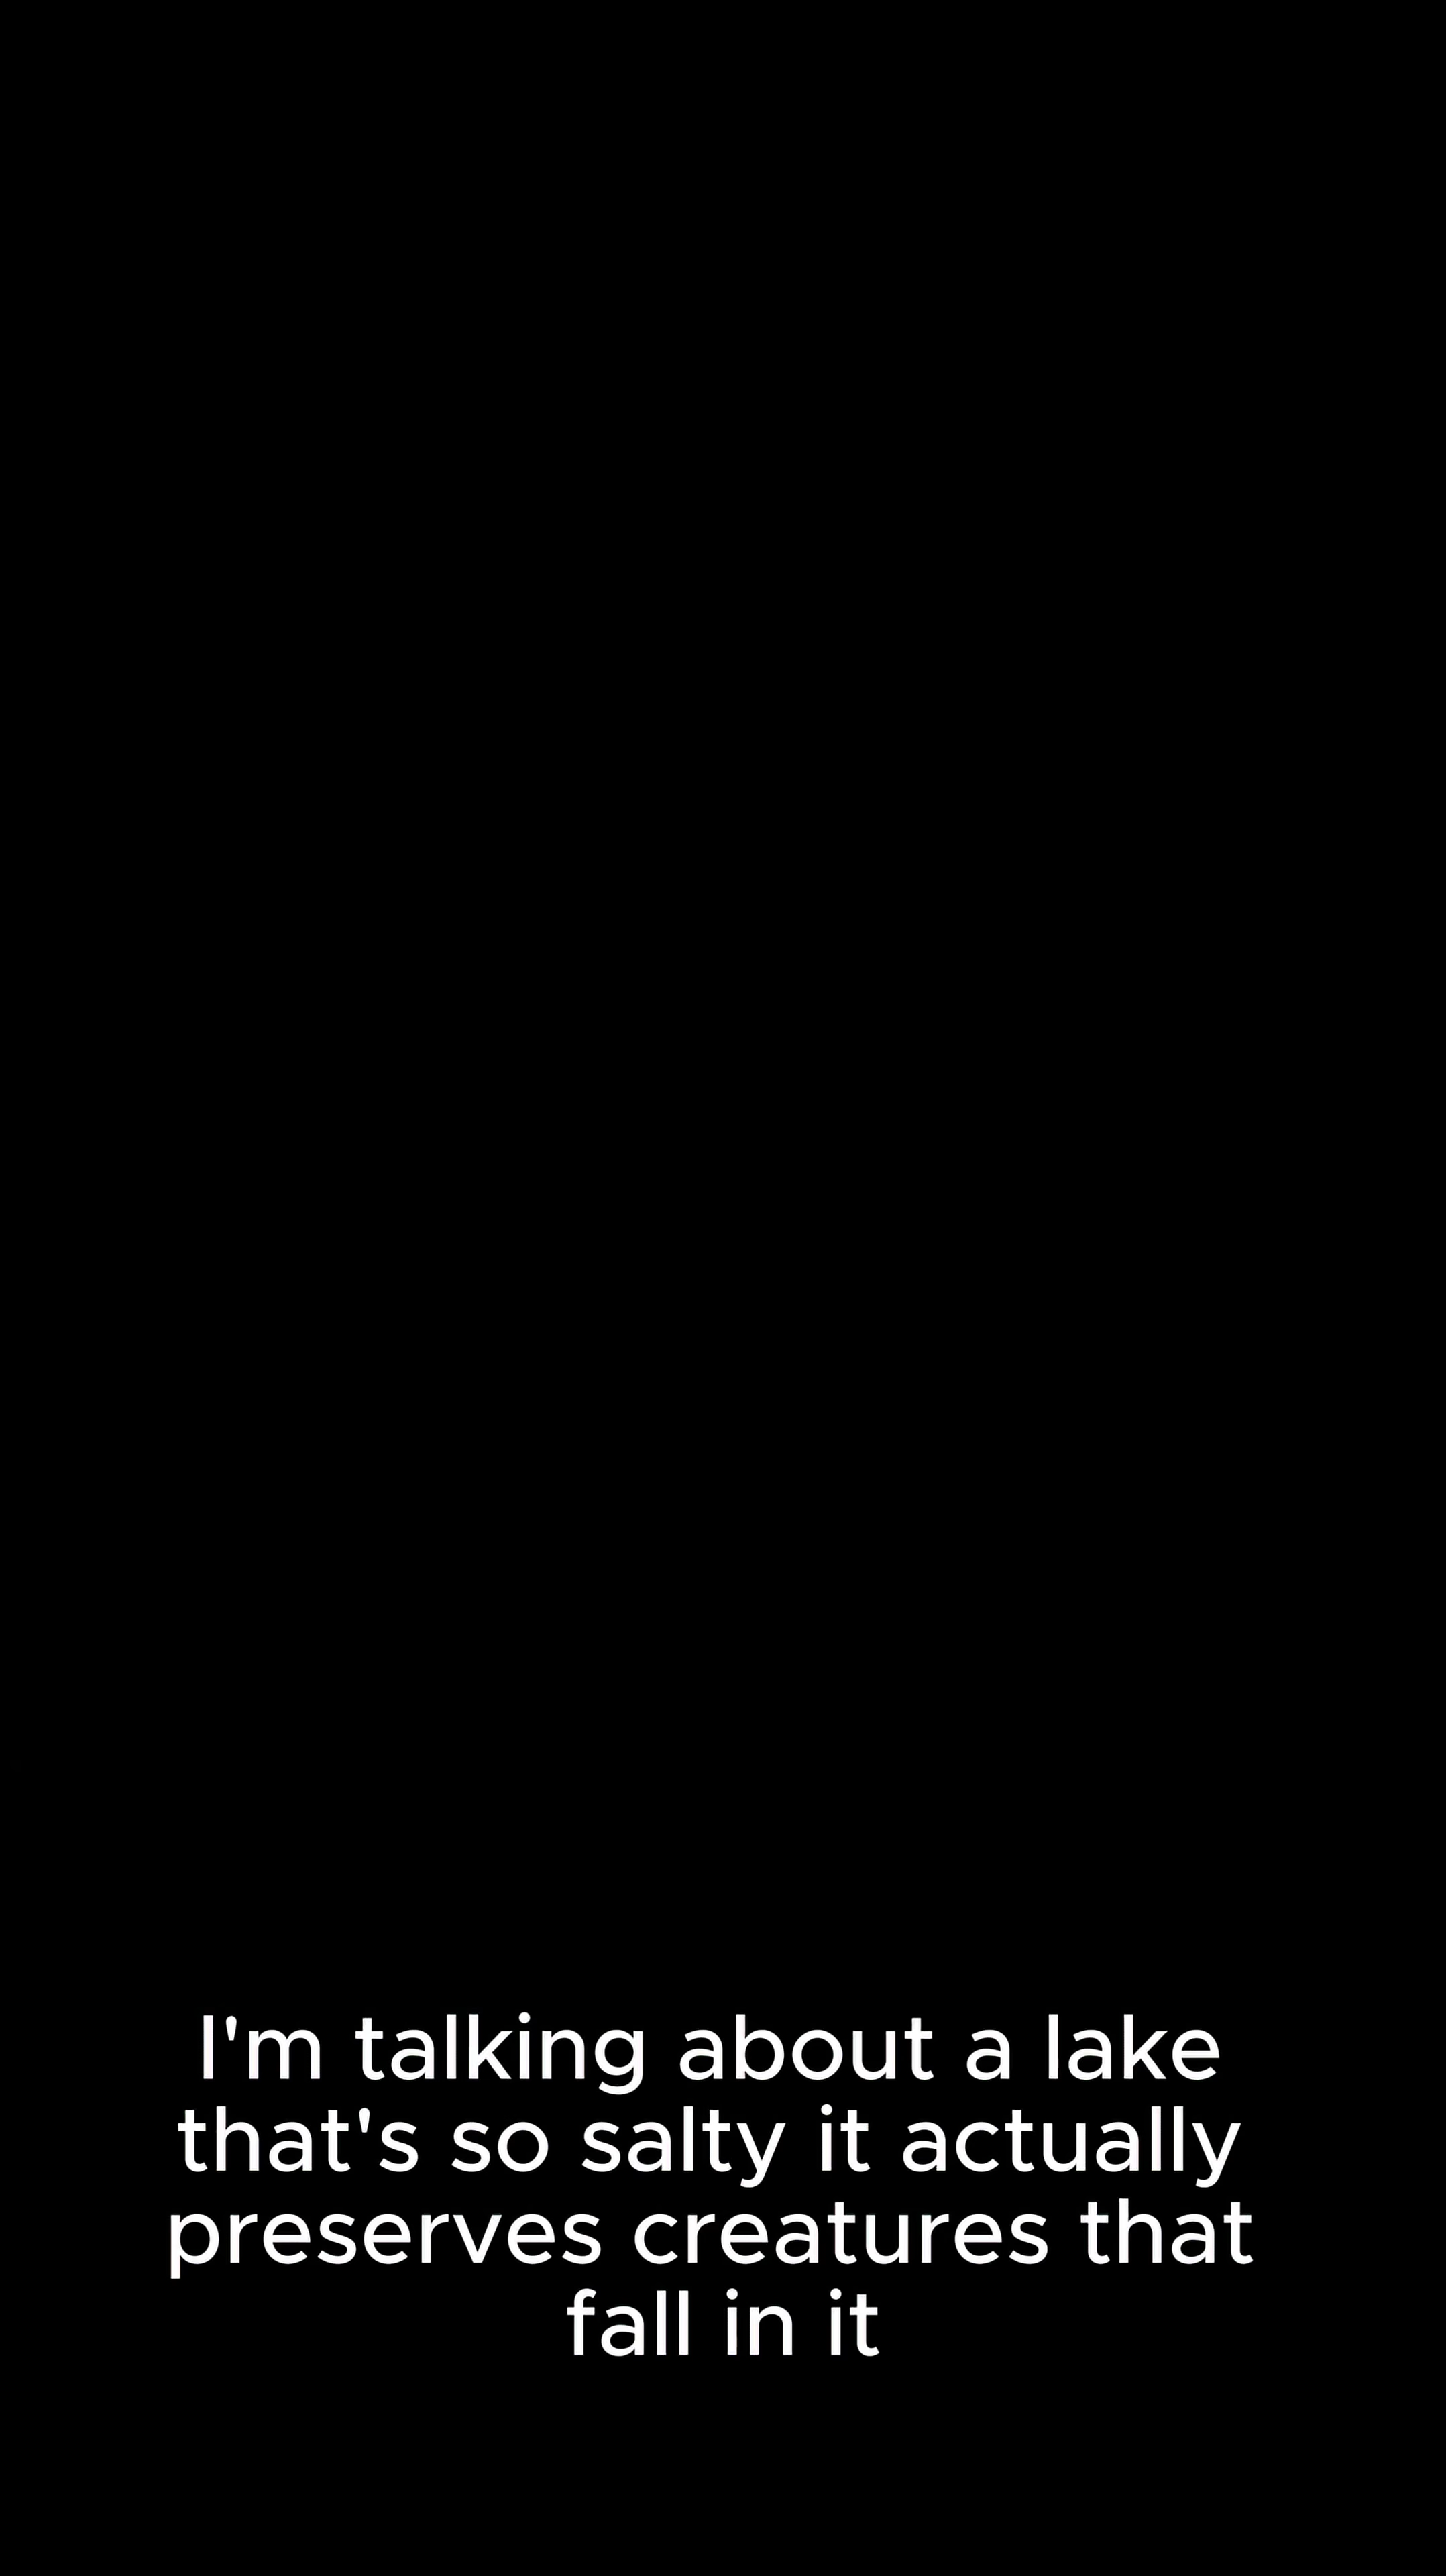 I'm talking about a lake
that's so salty it actually
preserves creatures that
fall in it